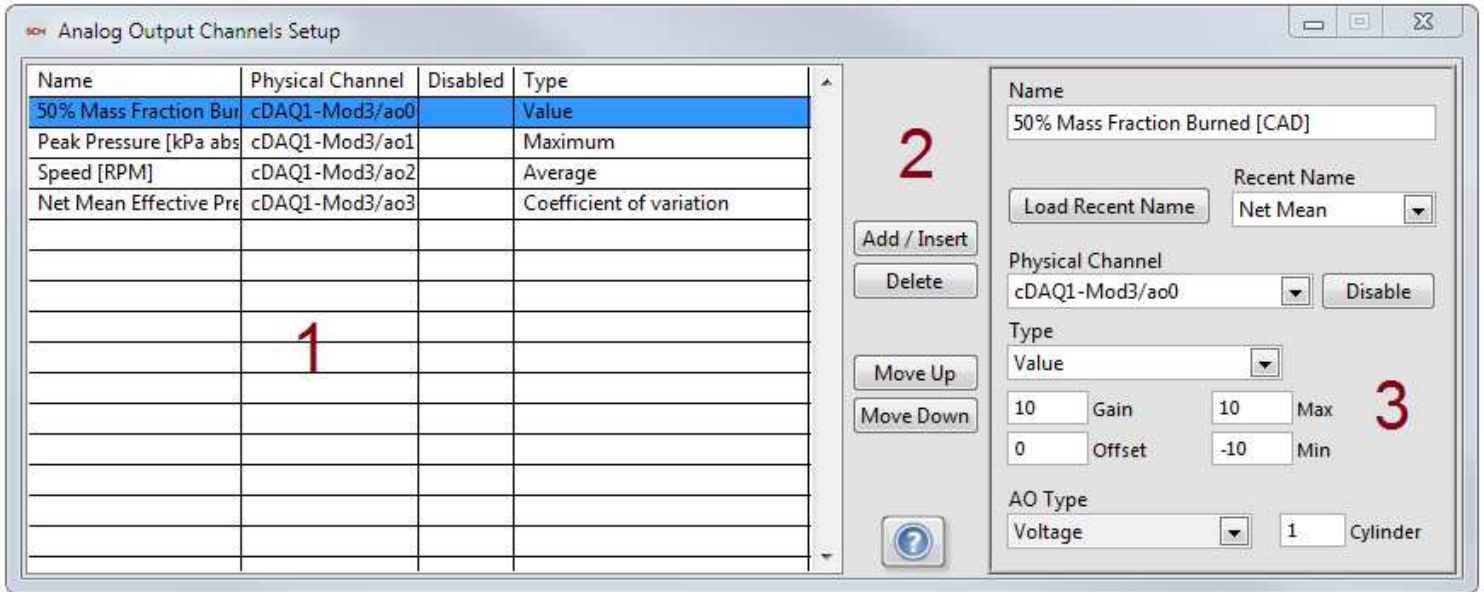 Analog Output Channels Setup
Name Physical Channel Disabled Type
50% Mass Fraction Bur cDAQ1-Mod3/ao0 Value
Peak Pressure [kPa abs cDAQ1-Mod3/ao1 Maximum
Speed [RPM] cDAQ1-Mod3/ao2 Average
Net Mean Effective Pre cDAQ1-Mod3/ao3 Coefficient of variation
1
2
Add / Insert
Delete
Move Up
Move Down
Name
50% Mass Fraction Burned [CAD]
Recent Name
Load Recent Name Net Mean
Physical Channel
cDAQ1-Mod3/ao0 Disable
Type
Value
10 Gain 10 Max
3
0 Offset -10 Min
AO Type
Voltage 1 Cylinder
?